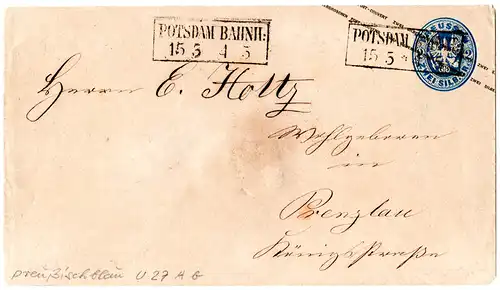 POTSDAM BAHNH:
15 5 4 5
POTSDAM
15 5 *
Herrn E. Holtz
Wohlgeboren
in
Prenzlau
Königsstraße
preußischblau U 27 A G